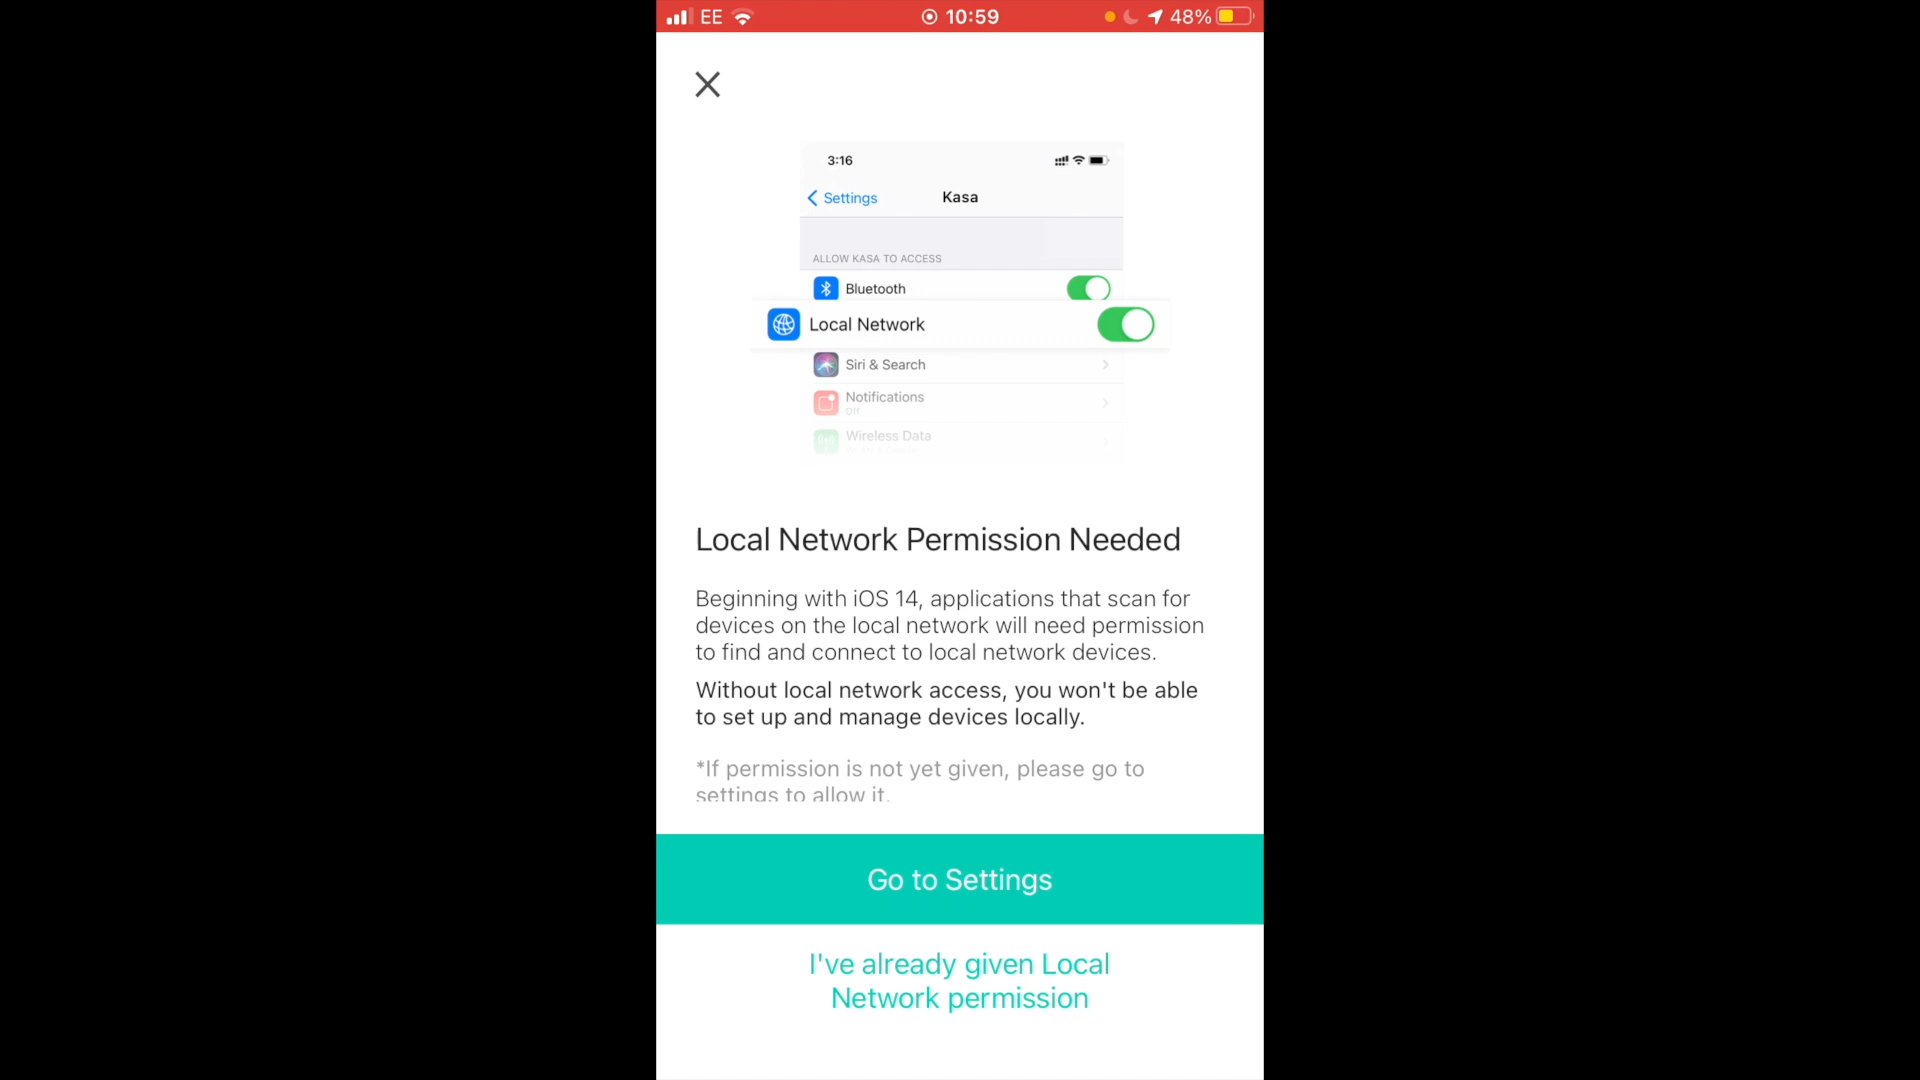 EE 10:59 48%
3:16
Settings Kasa
ALLOW KASA TO ACCESS
Bluetooth
Local Network
Siri & Search
Notifications
Off
Wireless Data
Local Network Permission Needed
Beginning with iOS 14, applications that scan for
devices on the local network will need permission
to find and connect to local network devices.
Without local network access, you won't be able
to set up and manage devices locally.
*If permission is not yet given, please go to
settings to allow it.
Go to Settings
I've already given Local
Network permission